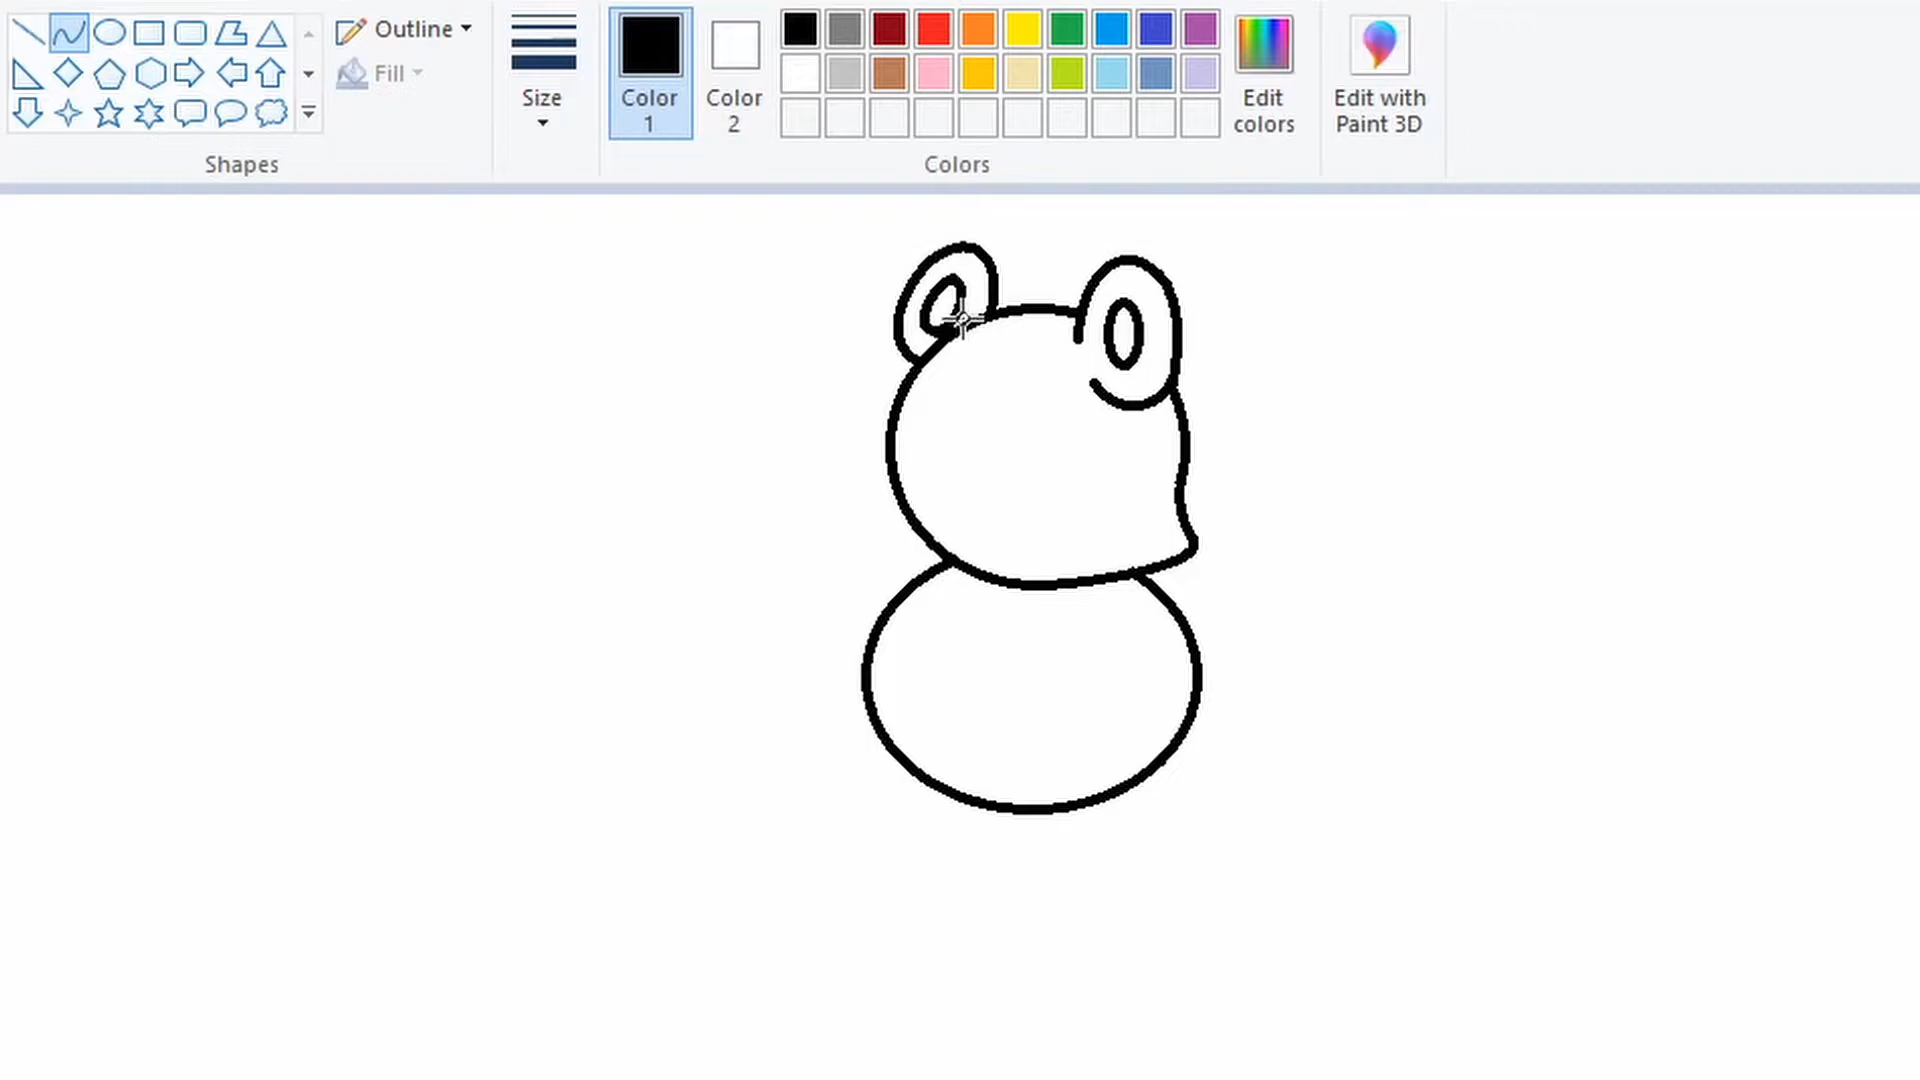 Outline
Fill
Shapes
Size
Color
1
Color
2
Edit
colors
Colors
Edit with
Paint 3D